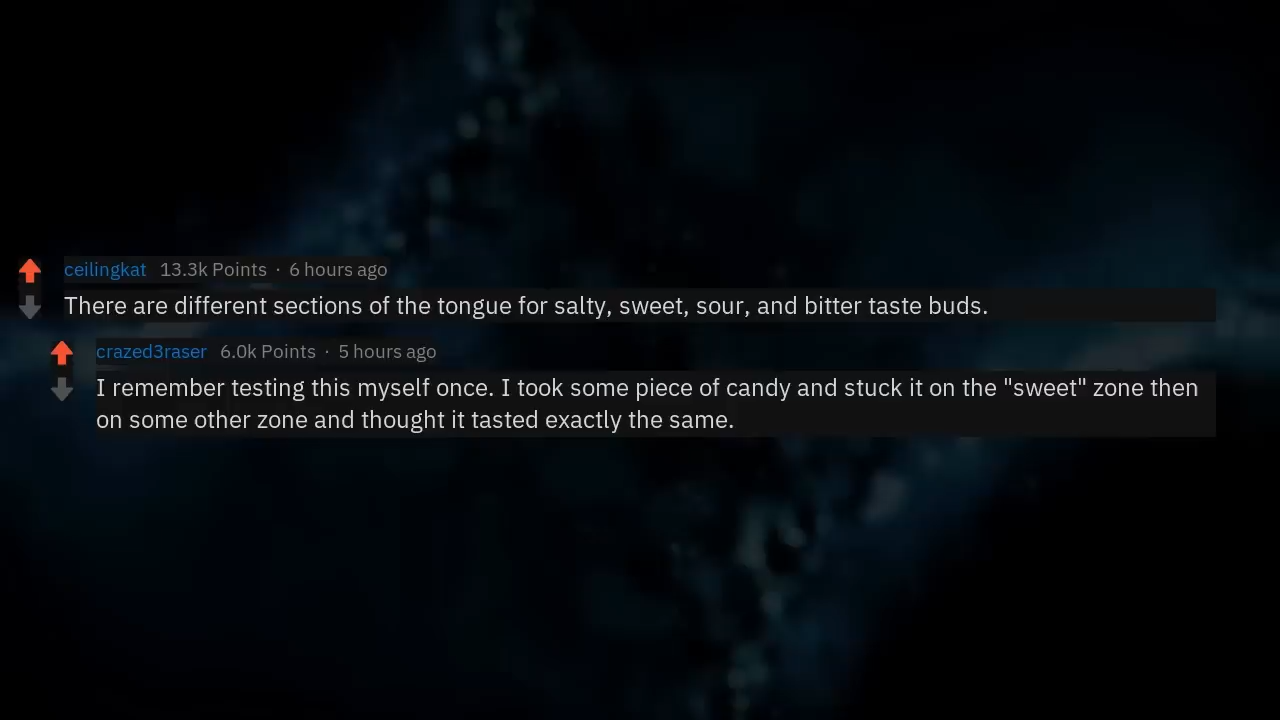 ceilingkat 13.3k Points · 6 hours ago
There are different sections of the tongue for salty, sweet, sour, and bitter taste buds.
crazed3raser 6.0k Points · 5 hours ago
I remember testing this myself once. I took some piece of candy and stuck it on the "sweet" zone then
on some other zone and thought it tasted exactly the same.